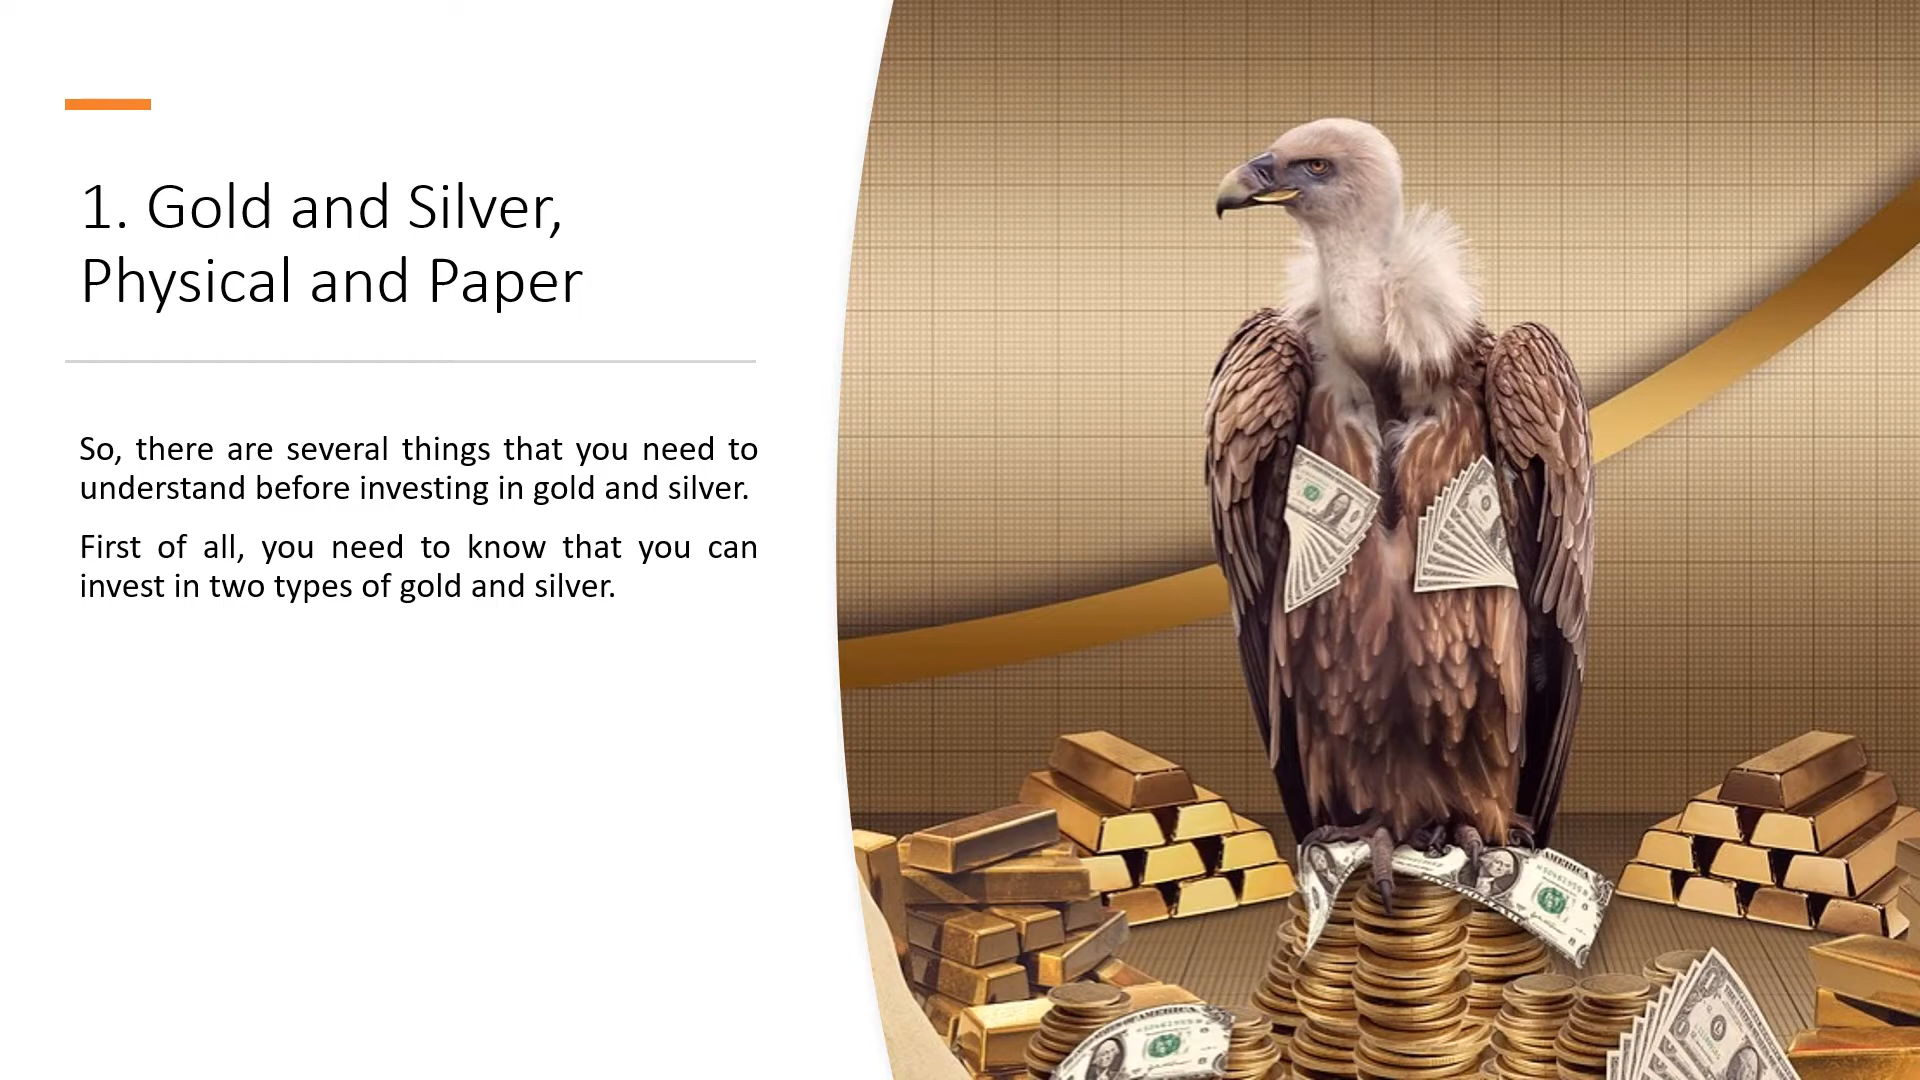 1. Gold and Silver,
Physical and Paper
So, there are several things that you need to
understand before investing in gold and silver.
First of all, you need to know that you can
invest in two types of gold and silver.
AMERICA